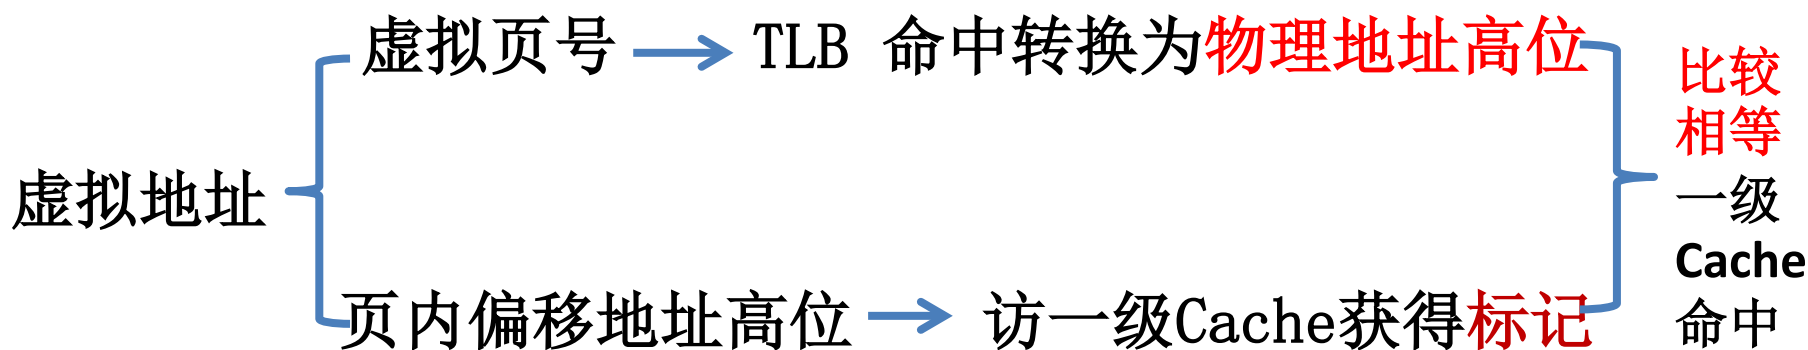 虚拟页号
TLB 命中转换为物理地址高位
虚拟地址
页内偏移地址高位
访一级Cache获得标记
比较
相等
一级
Cache
命中